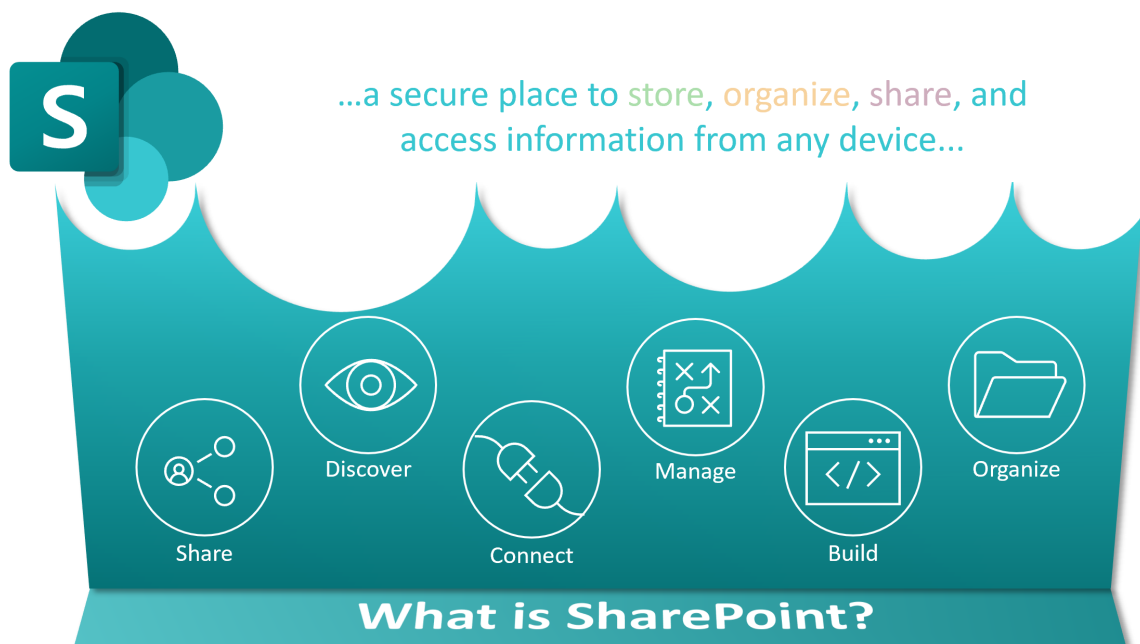 S
...a secure place to store, organize, share, and
access information from any device...
Share
Discover
Connect
Manage
Build
Organize
What is SharePoint?